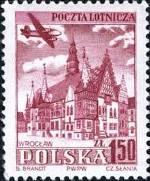 POCZTA LOTNICZA
WROCŁAW
ZŁ
POLSKA 1 50
S. BRANDT PWPW CZ. SŁANIA